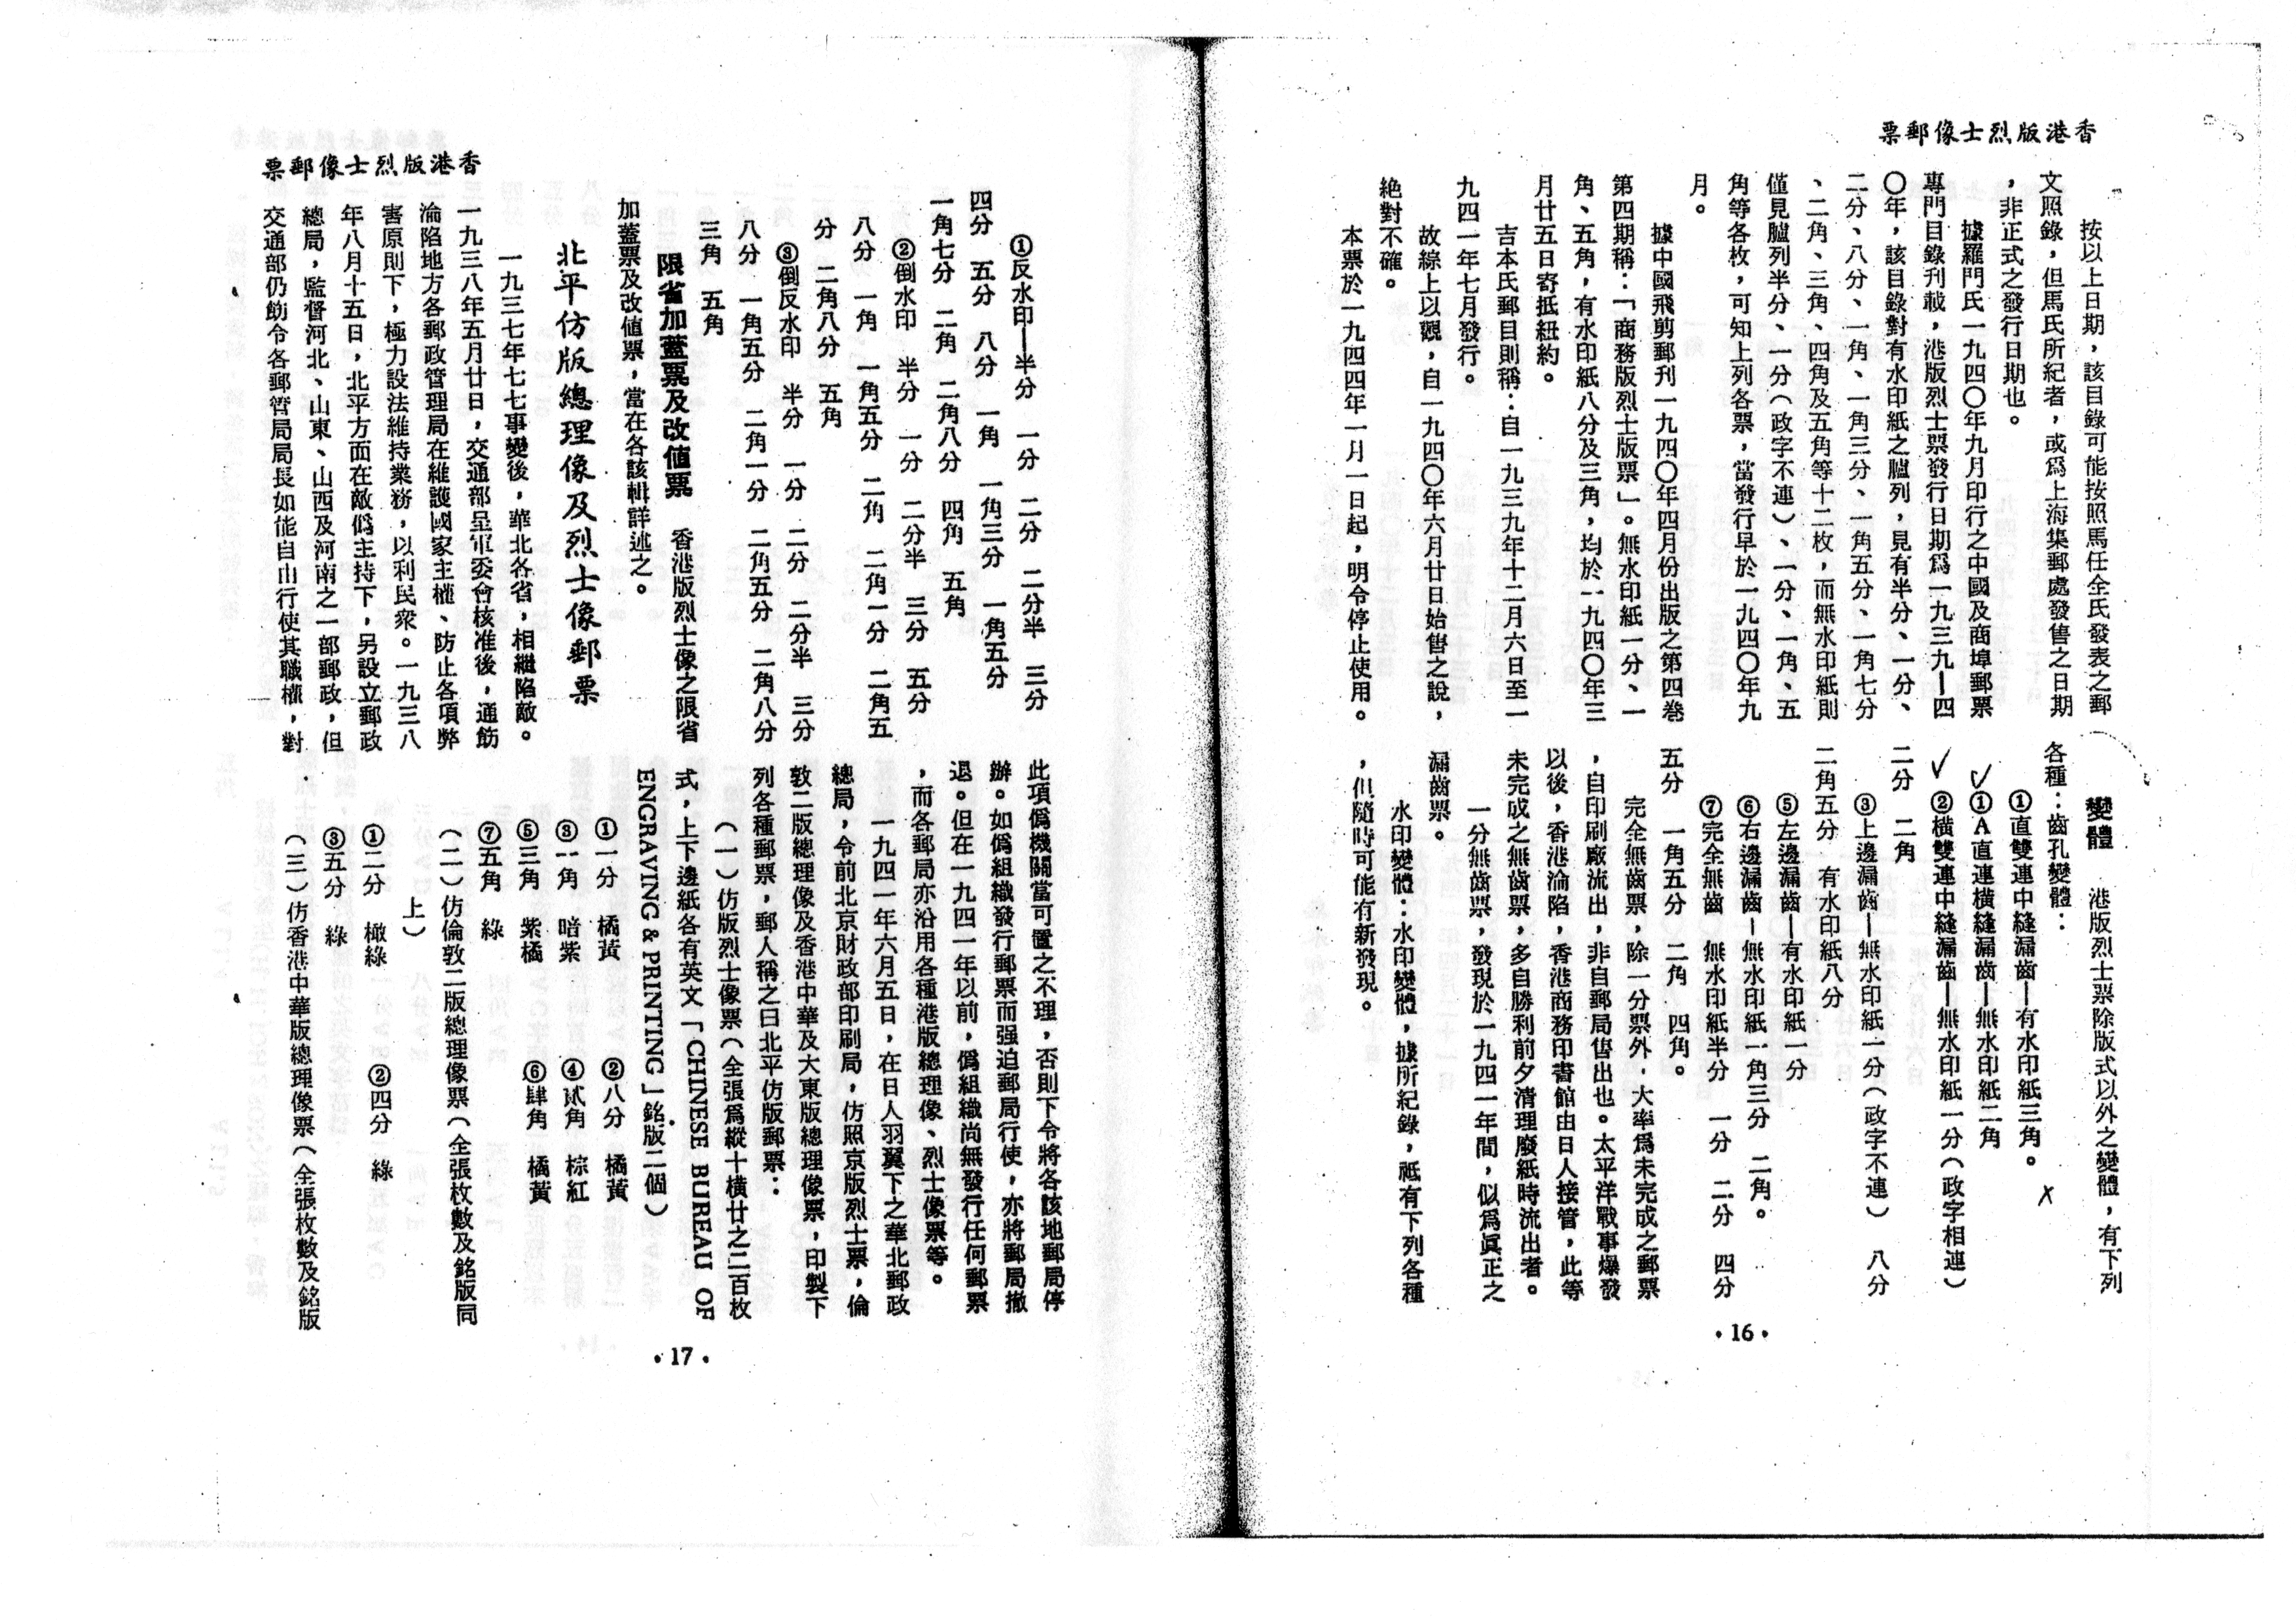 香港版烈士像郵票
按以上日期，該目錄可能按照馬任全氏發表之郵
文照錄，但馬氏所紀者，或爲上海集郵處發售之日期
，非正式之發行日期也。
據羅門氏一九四〇年九月印行之中國及商埠郵票
專門目錄刊載，港版烈士票發行日期爲一九三九—四
〇年，該目錄對有水印紙之臚列，見有半分、一分、
二分、八分、一角、一角三分、一角五分、一角七分
、二角、三角、四角及五角等十二枚，而無水印紙則
僅見臚列半分、一分（政字不連）、一分、一角、五
角等各枚，可知上列各票，當發行早於一九四〇年九
月。
據中國飛剪郵刊一九四〇年四月份出版之第四卷
第四期稱：「商務版烈士版票」。無水印紙一分、一
角、五角，有水印紙八分及三角，均於一九四〇年三
月廿五日寄抵紐約。
吉本氏郵目則稱：自一九三九年十二月六日至一
九四一年七月發行。
故綜上以觀，自一九四〇年六月廿日始售之說，
絕對不確。
本票於一九四四年一月一日起，明令停止使用。
變體　港版烈士票除版式以外之變體，有下列
各種：齒孔變體：
①直雙連中縫漏齒—有水印紙三角。
①A直連橫縫漏齒—無水印紙二角
②橫雙連中縫漏齒—無水印紙一分（政字相連）
二分　二角
③上邊漏齒—無水印紙一分（政字不連）　八分
二角五分　有水印紙八分
⑤左邊漏齒—有水印紙一分
⑥右邊漏齒—無水印紙一角三分　二角。
⑦完全無齒　無水印紙半分　一分　二分　四分
五分　一角五分　二角　四角。
完全無齒票，除一分票外，大率爲未完成之郵票
，自印刷廠流出，非自郵局售出也。太平洋戰事爆發
以後，香港淪陷，香港商務印書館由日人接管，此等
未完成之無齒票，多自勝利前夕清理廢紙時流出者。
一分無齒票，發現於一九四一年間，似爲眞正之
漏齒票。
水印變體：水印變體，據所紀錄，祗有下列各種
，但隨時可能有新發現。
·16·
香港版烈士像郵票
①反水印—半分　一分　二分　二分半　三分
四分　五分　八分　一角　一角三分　一角五分
一角七分　二角　二角八分　四角　五角
②倒水印　半分　一分　二分半　三分　五分
八分　一角　一角五分　二角　二角一分　二角五
分　二角八分　五角
③倒反水印　半分　一分　二分　二分半　三分
八分　一角五分　二角一分　二角五分　二角八分
三角　五角
限省加蓋票及改值票　香港版烈士像之限省
加蓋票及改值票，當在各該輯詳述之。
北平仿版總理像及烈士像郵票
一九三七年七七事變後，華北各省，相繼陷敵。
一九三八年五月廿日，交通部呈軍委會核准後，通飭
淪陷地方各郵政管理局在維護國家主權、防止各項弊
害原則下，極力設法維持業務，以利民衆。一九三八
年八月十五日，北平方面在敵僞主持下，另設立郵政
總局，監督河北、山東、山西及河南之一部郵政，但
交通部仍飭令各郵管局局長如能自由行使其職權，對
此項僞機關當可置之不理，否則下令將各該地郵局停
辦。如僞組織發行郵票而强迫郵局行使，亦將郵局撤
退。但在一九四一年以前，僞組織尚無發行任何郵票
，而各郵局亦沿用各種港版總理像、烈士像票等。
一九四一年六月五日，在日人羽翼下之華北郵政
總局，令前北京財政部印刷局，仿照京版烈士票，倫
敦二版總理像及香港中華及大東版總理像票，印製下
列各種郵票，郵人稱之曰北平仿版郵票：
（一）仿版烈士像票（全張爲縱十橫廿之二百枚
式，上下邊紙各有英文「CHINESE BUREAU OF
ENGRAVING & PRINTING」銘版二個）
①一分　橘黃　②八分　橘黃
③一角　暗紫　④貳角　棕紅
⑤三角　紫橘　⑥肆角　橘黃
⑦五角　綠
（二）仿倫敦二版總理像票（全張枚數及銘版同
上）
①二分　橄綠　②四分　綠
③五分　綠
（三）仿香港中華版總理像票（全張枚數及銘版
·17·